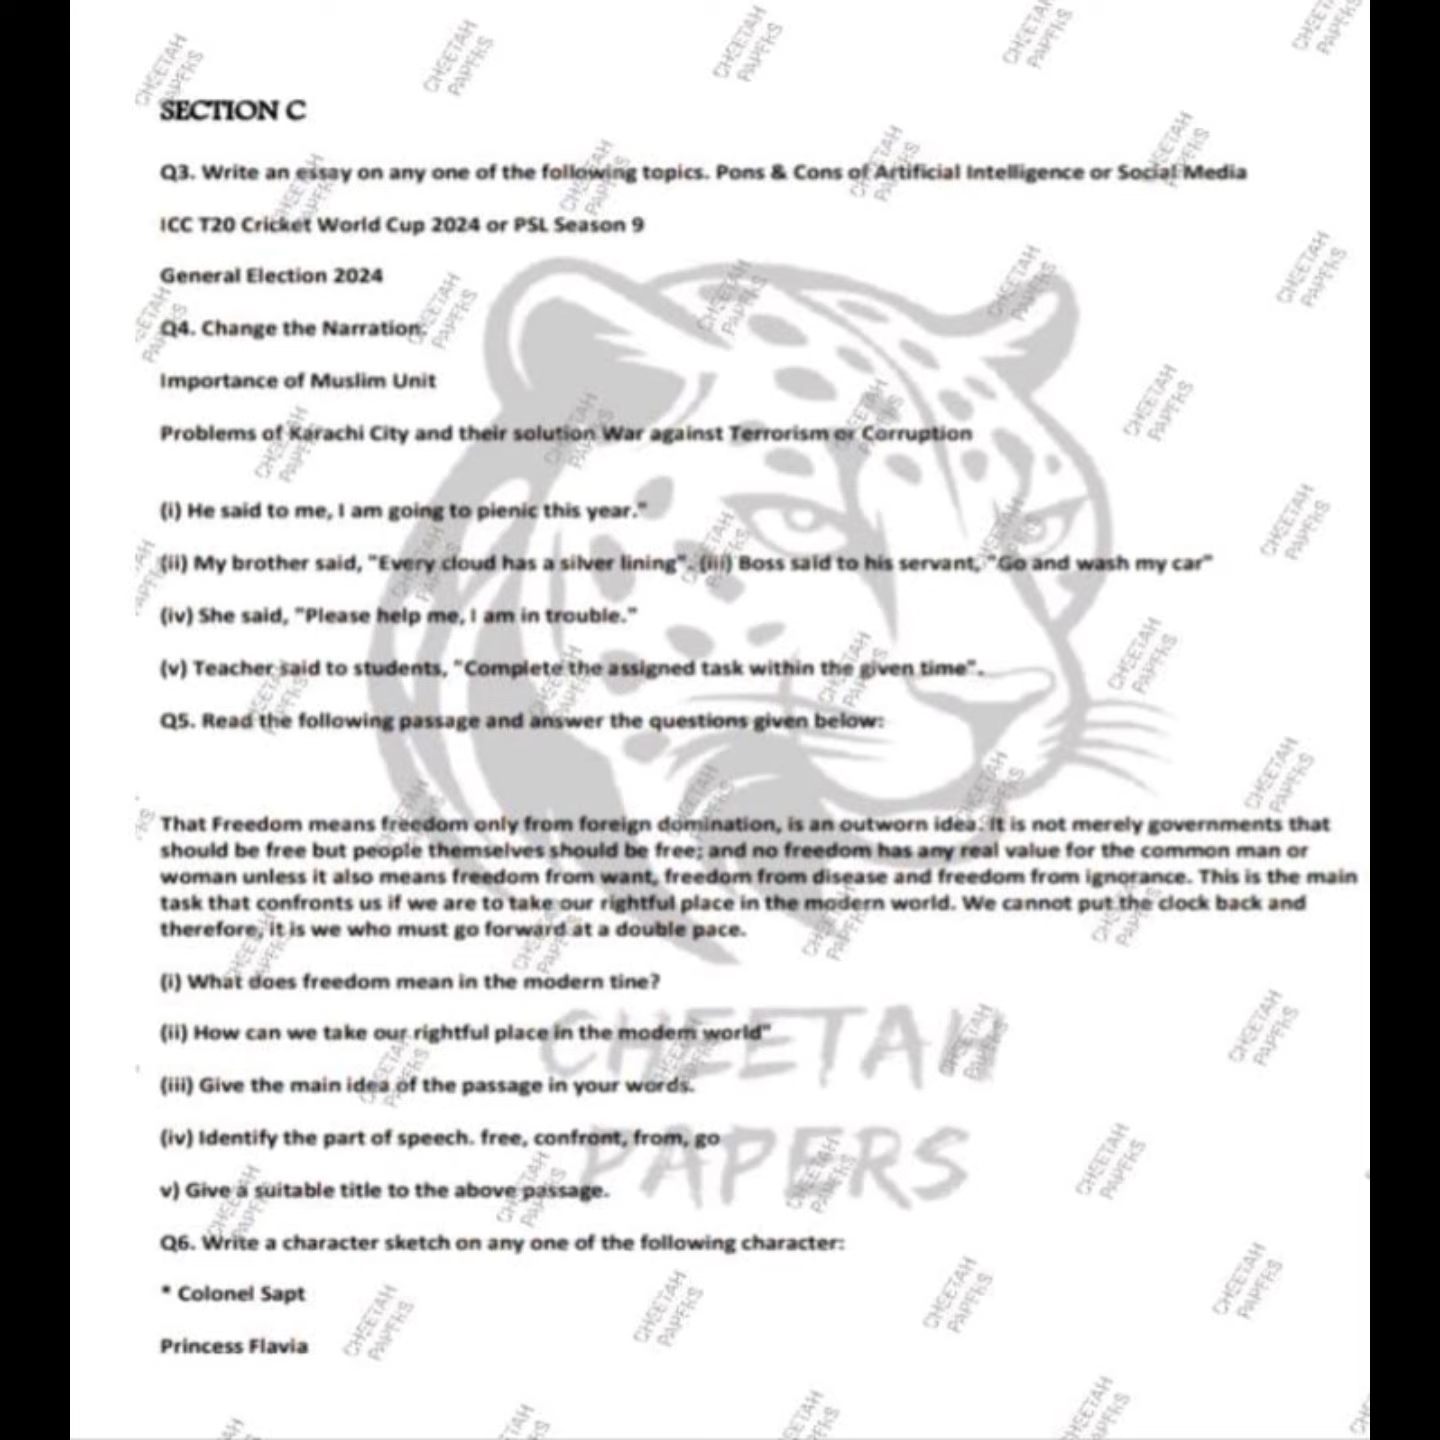 SECTION C
Q3. Write an essay on any one of the following topics. Pons & Cons of Artificial Intelligence or Social Media
ICC T20 Cricket World Cup 2024 or PSL Season 9
General Election 2024
Q4. Change the Narration.
Importance of Muslim Unit
Problems of Karachi City and their solution War against Terrorism or Corruption
(i) He said to me, I am going to pienic this year."
(ii) My brother said, "Every cloud has a silver lining". (iii) Boss said to his servant, "Go and wash my car"
(iv) She said, "Please help me, I am in trouble."
(v) Teacher said to students, "Complete the assigned task within the given time".
Q5. Read the following passage and answer the questions given below:
That Freedom means freedom only from foreign domination, is an outworn idea. It is not merely governments that
should be free but people themselves should be free; and no freedom has any real value for the common man or
woman unless it also means freedom from want, freedom from disease and freedom from ignorance. This is the main
task that confronts us if we are to take our rightful place in the modern world. We cannot put the clock back and
therefore, it is we who must go forward at a double pace.
(i) What does freedom mean in the modern tine?
(ii) How can we take our rightful place in the modem world"
(iii) Give the main idea of the passage in your words.
(iv) Identify the part of speech. free, confront, from, go
v) Give a suitable title to the above passage.
Q6. Write a character sketch on any one of the following character:
* Colonel Sapt
Princess Flavia
CHEETAH
PAPERS